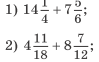 1) 14 1/4 + 7 5/6;
2) 4 11/18 + 8 7/12;